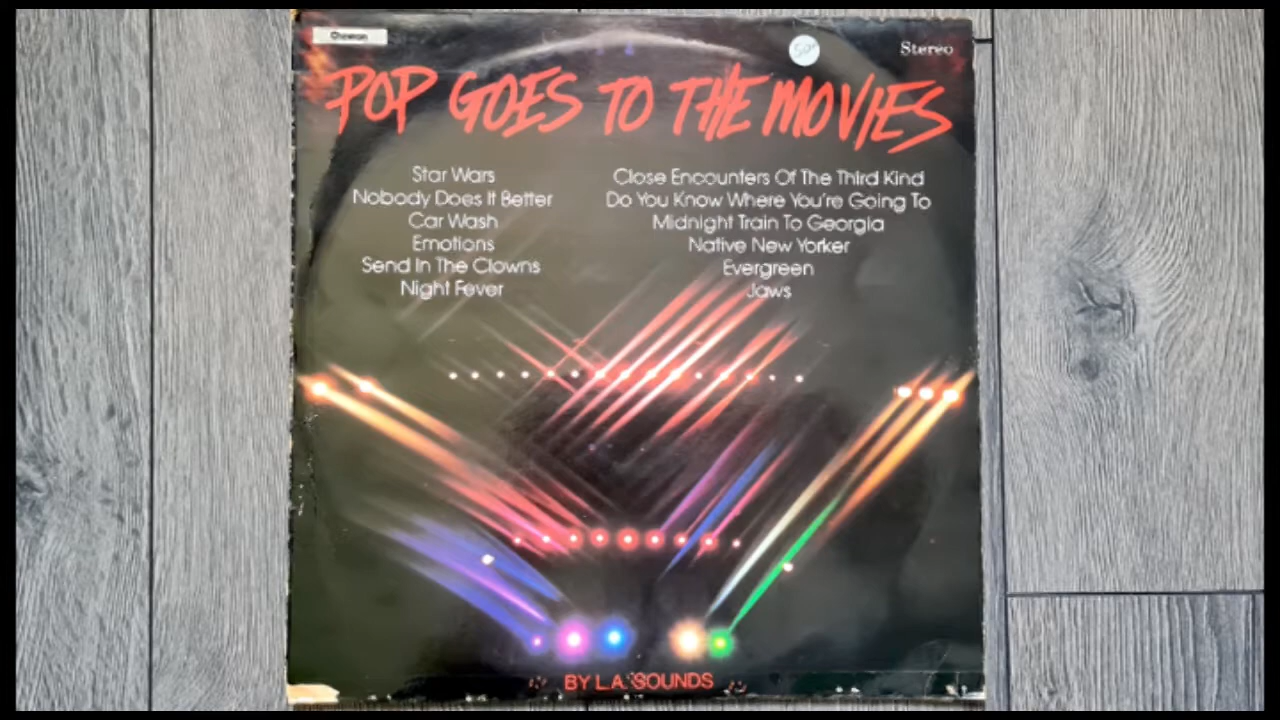 Chevron
Stereo
POP GOES TO THE MOVIES
Star Wars
Nobody Does It Better
Car Wash
Emotions
Send In The Clowns
Night Fever
Close Encounters Of The Third Kind
Do You Know Where You're Going To
Midnight Train To Georgia
Native New Yorker
Evergreen
Jaws
BY L.A. SOUNDS